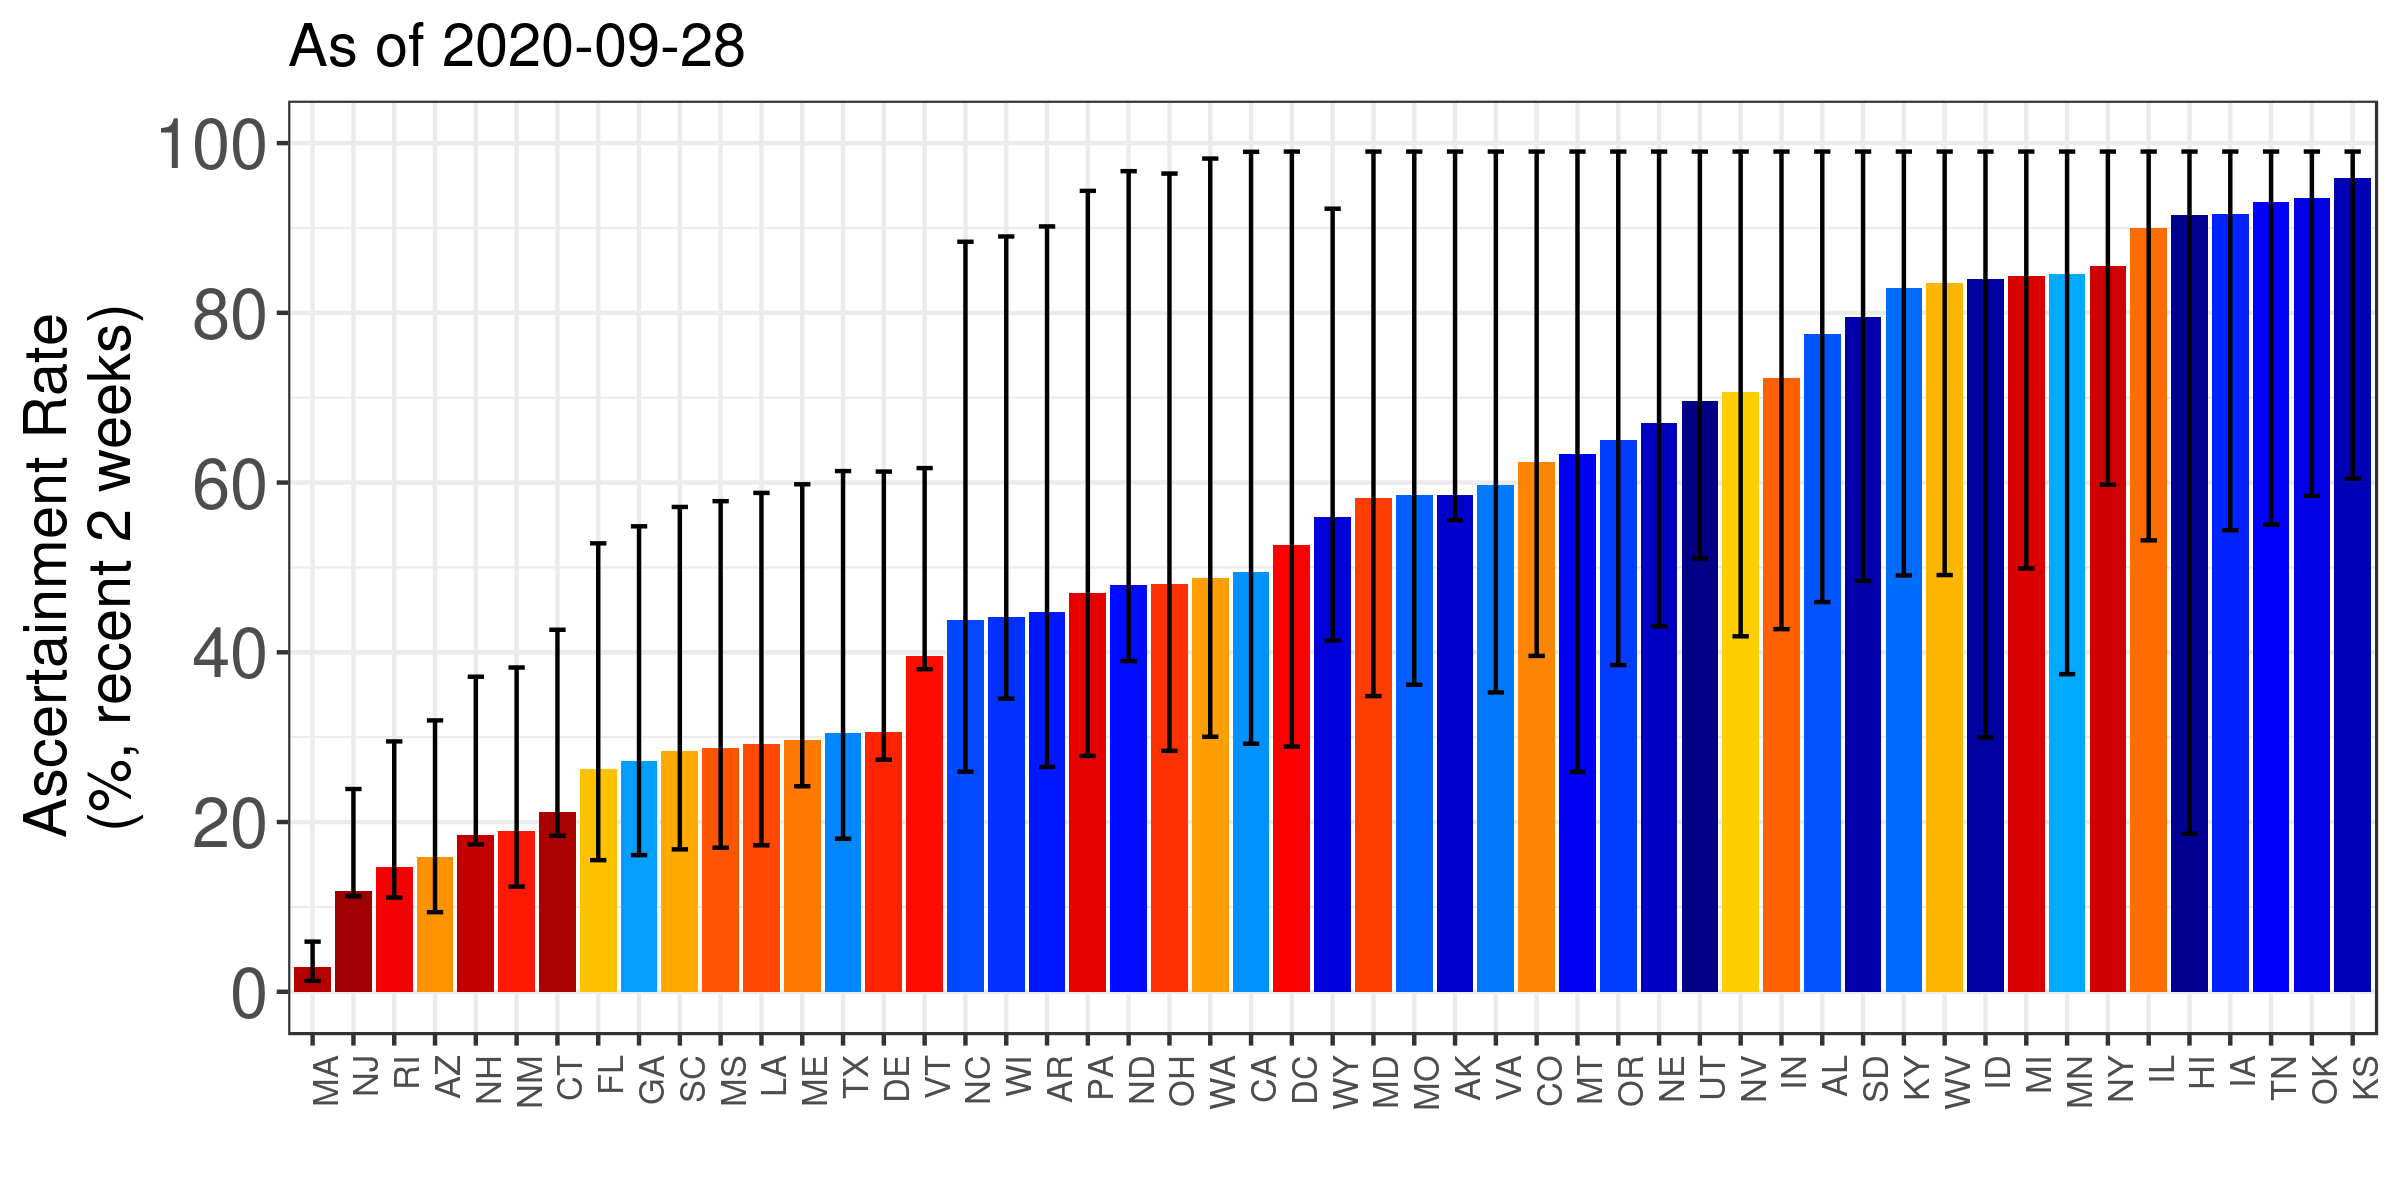 As of 2020-09-28
Ascertainment Rate
(%, recent 2 weeks)
100
80
60
40
20
0
MA NJ RI AZ NH NM CT FL GA SC MS LA ME TX DE VT NC WI AR PA ND OH WA CA DC WY MD MO AK VA CO MT OR NE UT NV IN AL SD KY WV ID MI MN NY IL HI IA TN OK KS